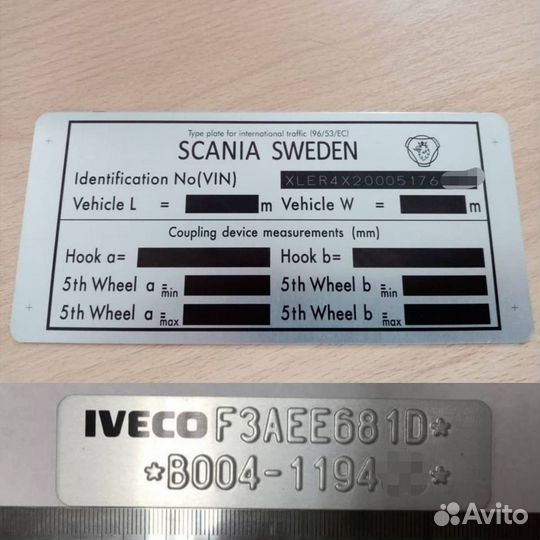 Type plate for international traffic (96/53/EC)
SCANIA SWEDEN
Identification No(VIN) XLER4X20005176
Vehicle L = m Vehicle W = m
Coupling device measurements (mm)
Hook a= Hook b=
5th Wheel a = min 5th Wheel b = min
5th Wheel a = max 5th Wheel b = max
IVECO F3AEE681D*
*B004-1194
Avito